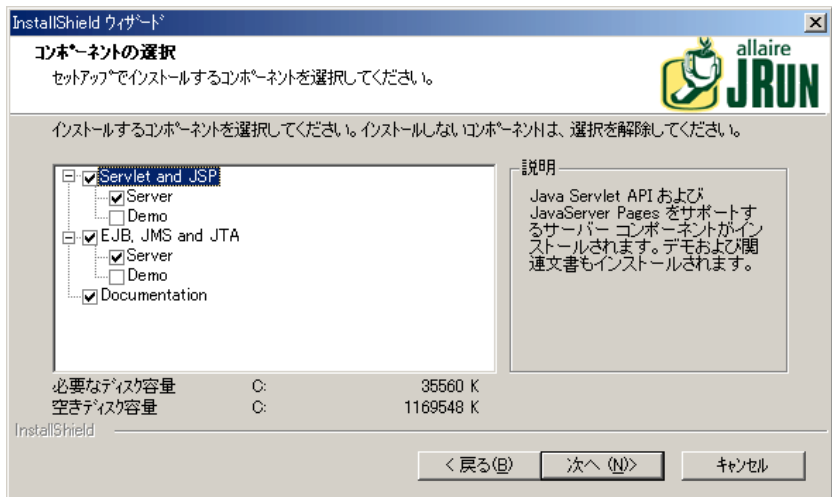 InstallShield ウィザード
コンポーネントの選択
セットアップでインストールするコンポーネントを選択してください。
allaire
JRUN
インストールするコンポーネントを選択してください。インストールしないコンポーネントは、選択を解除してください。
Servlet and JSP
Server
Demo
EJB, JMS and JTA
Server
Demo
Documentation
説明
Java Servlet API および
JavaServer Pages をサポートす
るサーバー コンポーネントがイン
ストールされます。デモおよび関
連文書もインストールされます。
必要なディスク容量 C: 35560 K
空きディスク容量 C: 1169548 K
InstallShield
< 戻る(B)
次へ (N)>
キャンセル